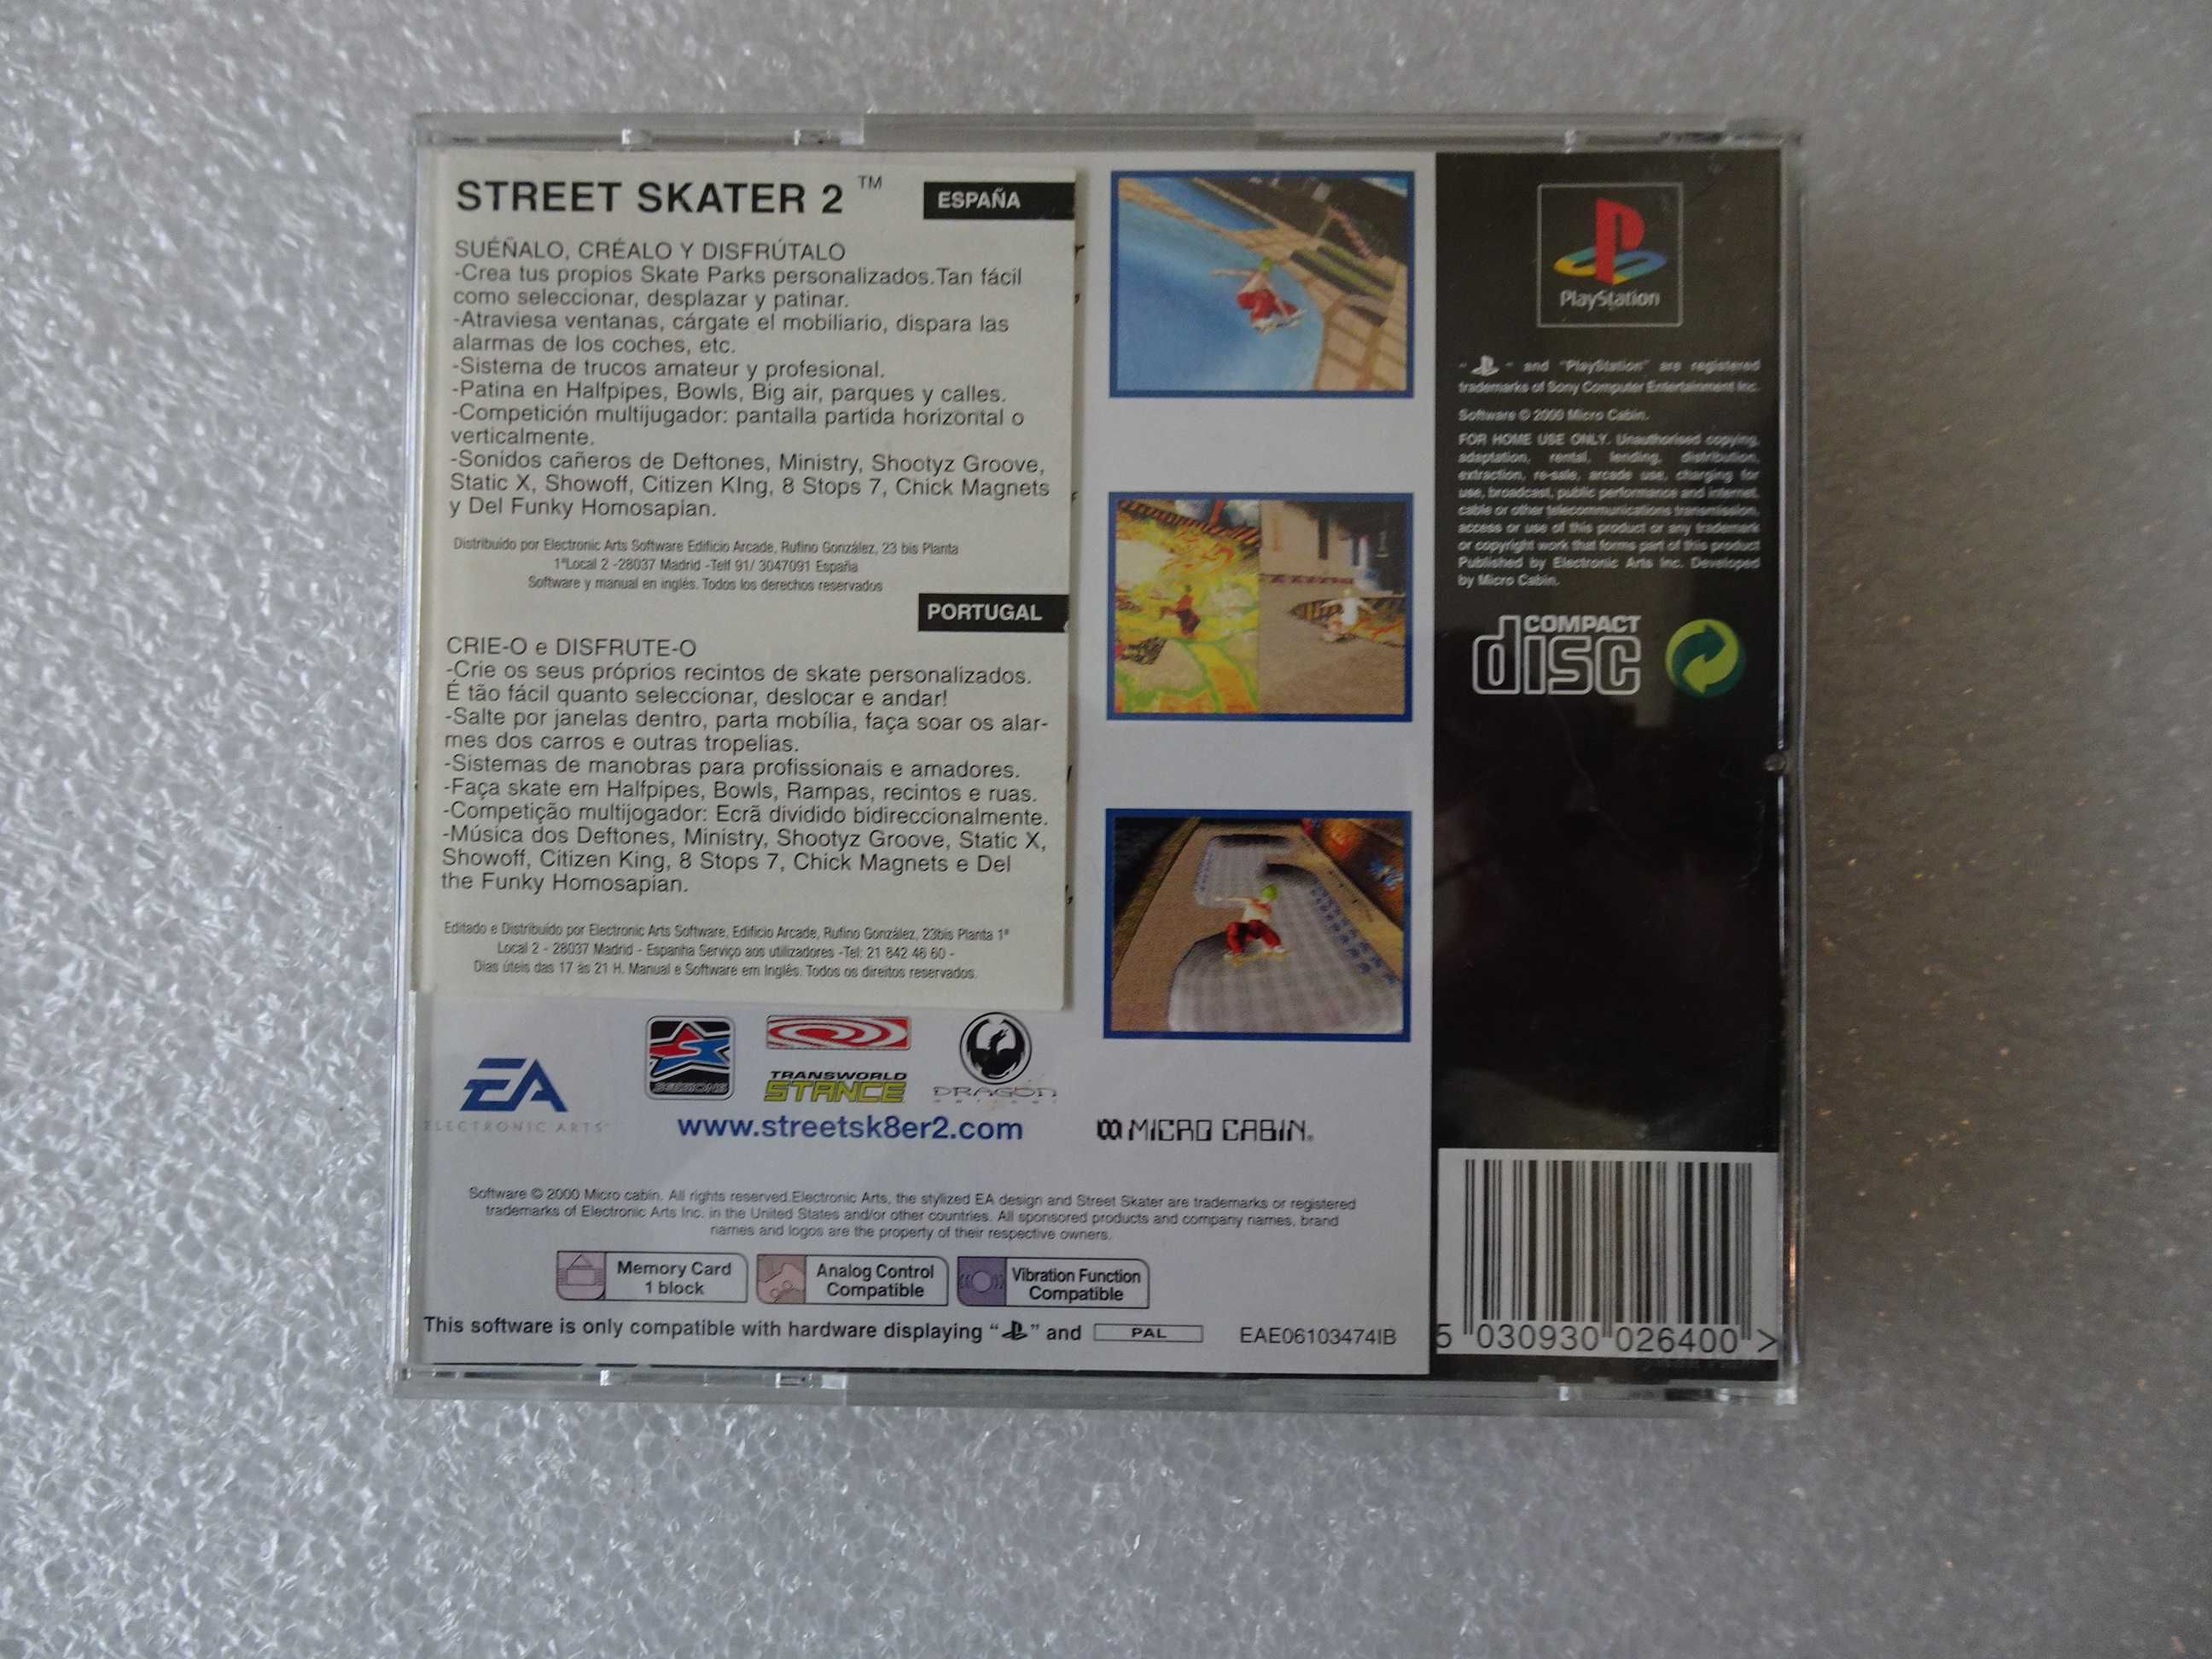 STREET SKATER 2 ™
ESPAÑA
SUÉÑALO, CRÉALO Y DISFRÚTALO
-Crea tus propios Skate Parks personalizados.Tan fácil
como seleccionar, desplazar y patinar.
-Atraviesa ventanas, cárgate el mobiliario, dispara las
alarmas de los coches, etc.
-Sistema de trucos amateur y profesional.
-Patina en Halfpipes, Bowls, Big air, parques y calles.
-Competición multijugador: pantalla partida horizontal o
verticalmente.
-Sonidos cañeros de Deftones, Ministry, Shootyz Groove,
Static X, Showoff, Citizen KIng, 8 Stops 7, Chick Magnets
y Del Funky Homosapian.
Distribuido por Electronic Arts Software Edificio Arcade, Rufino González, 23 bis Planta
1ªLocal 2 -28037 Madrid -Telf 91/ 3047091 España
Software y manual en inglés. Todos los derechos reservados
PORTUGAL
CRIE-O e DISFRUTE-O
-Crie os seus próprios recintos de skate personalizados.
É tão fácil quanto seleccionar, deslocar e andar!
-Salte por janelas dentro, parta mobília, faça soar os alar-
mes dos carros e outras tropelias.
-Sistemas de manobras para profissionais e amadores.
-Faça skate em Halfpipes, Bowls, Rampas, recintos e ruas.
-Competição multijogador: Ecrã dividido bidireccionalmente.
-Música dos Deftones, Ministry, Shootyz Groove, Static X,
Showoff, Citizen King, 8 Stops 7, Chick Magnets e Del
the Funky Homosapian.
Editado e Distribuído por Electronic Arts Software, Edificio Arcade, Rufino González, 23bis Planta 1ª
Local 2 - 28037 Madrid - Espanha Serviço aos utilizadores -Tel: 21 842 46 60 -
Dias úteis das 17 às 21 H. Manual e Software em Inglês. Todos os direitos reservados.
EA
ELECTRONIC ARTS
SESSIONS
TRANSWORLD
STANCE
DRAGON
www.streetsk8er2.com
MICRO CABIN.
Software © 2000 Micro cabin. All rights reserved.Electronic Arts, the stylized EA design and Street Skater are trademarks or registered
trademarks of Electronic Arts Inc. in the United States and/or other countries. All sponsored products and company names, brand
names and logos are the property of their respective owners.
Memory Card
1 block
Analog Control
Compatible
Vibration Function
Compatible
This software is only compatible with hardware displaying " " and PAL
EAE06103474IB
PlayStation
" " and "PlayStation" are registered
trademarks of Sony Computer Entertainment Inc.
Software © 2000 Micro Cabin.
FOR HOME USE ONLY. Unauthorised copying,
adaptation, rental, lending, distribution,
extraction, re-sale, arcade use, charging for
use, broadcast, public performance and internet,
cable or other telecommunications transmission,
access or use of this product or any trademark
or copyright work that forms part of this product
Published by Electronic Arts Inc. Developed
by Micro Cabin.
COMPACT
disc
5 030930 026400 >